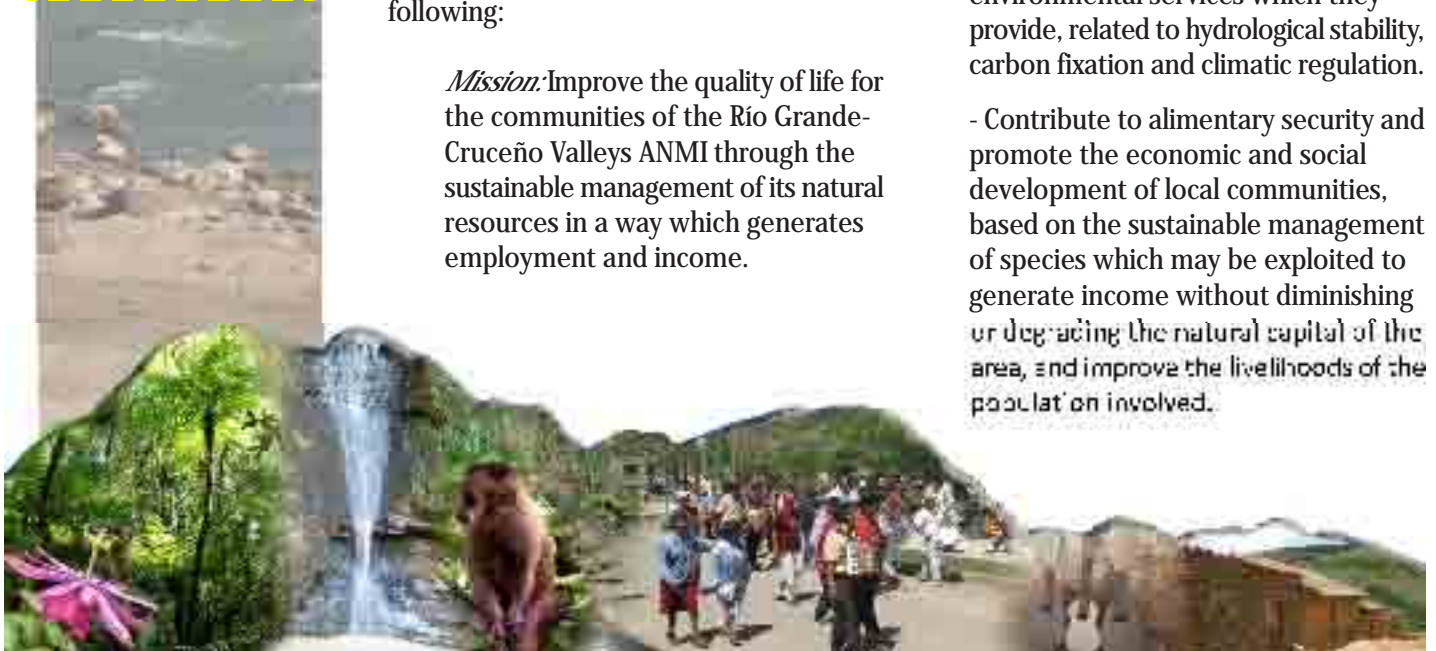 following:
Mission: Improve the quality of life for
the communities of the Río Grande-
Cruceño Valleys ANMI through the
sustainable management of its natural
resources in a way which generates
employment and income.
environmental services which they
provide, related to hydrological stability,
carbon fixation and climatic regulation.
- Contribute to alimentary security and
promote the economic and social
development of local communities,
based on the sustainable management
of species which may be exploited to
generate income without diminishing
or degrading the natural capital of the
area, and improve the livelihoods of the
population involved.